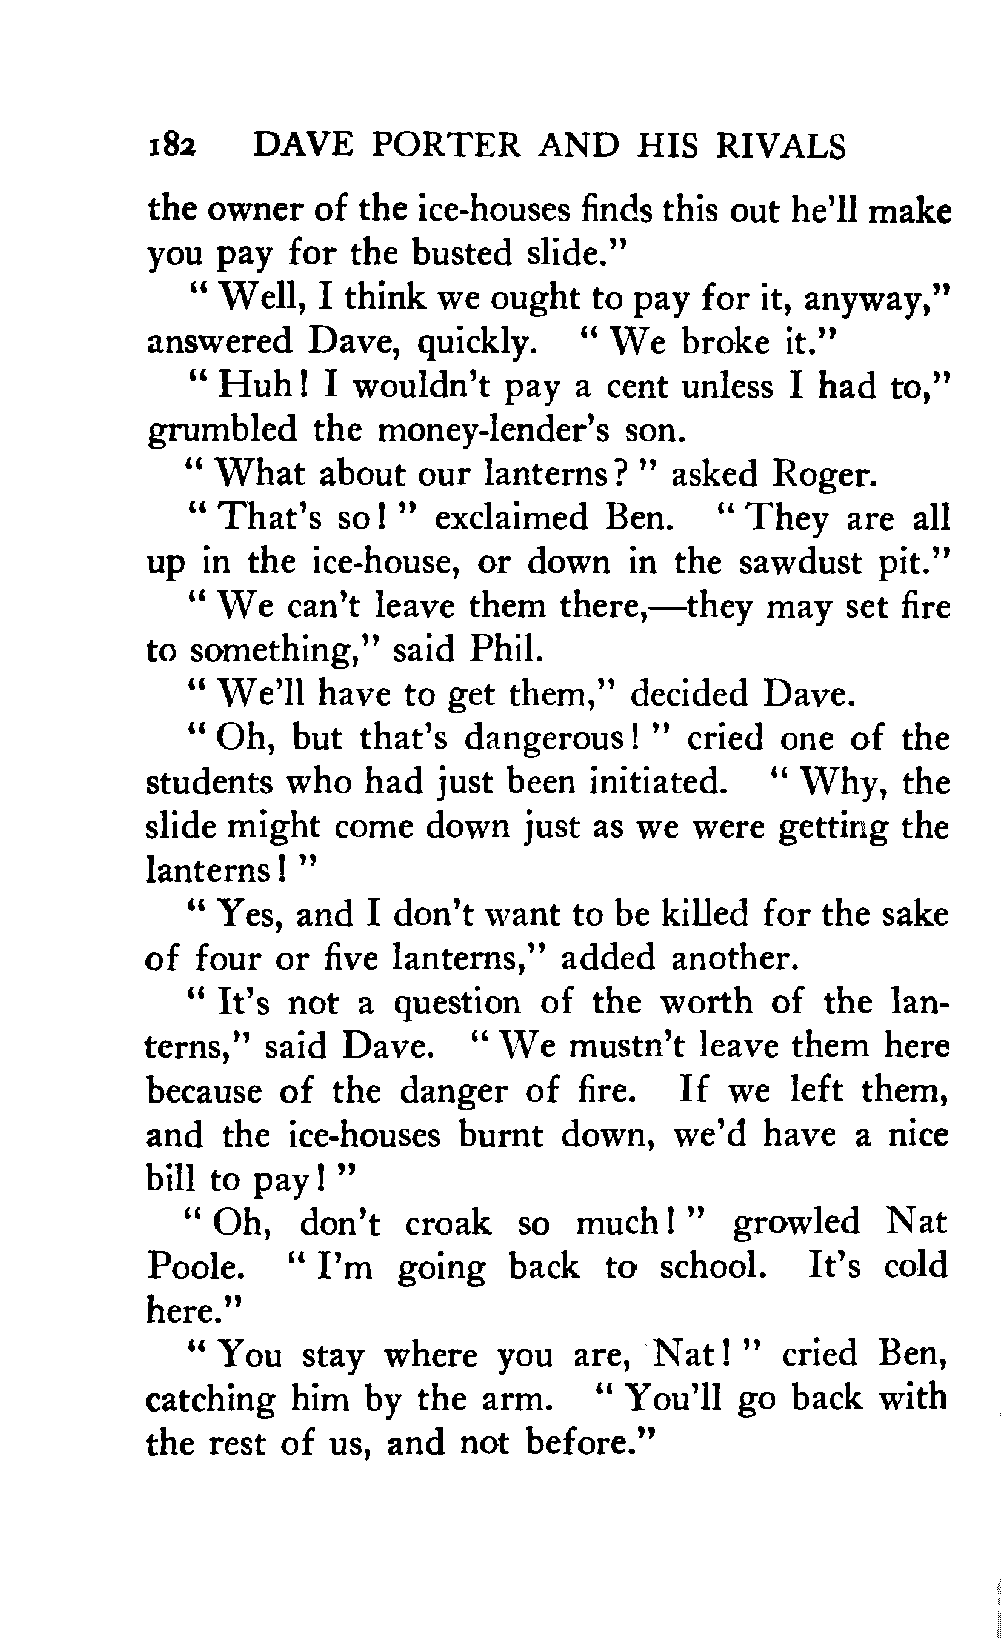 182 DAVE PORTER AND HIS RIVALS
the owner of the ice-houses finds this out he'll make
you pay for the busted slide."
" Well, I think we ought to pay for it, anyway,"
answered Dave, quickly. " We broke it."
" Huh! I wouldn't pay a cent unless I had to,"
grumbled the money-lender's son.
" What about our lanterns? " asked Roger.
" That's so! " exclaimed Ben. " They are all
up in the ice-house, or down in the sawdust pit."
" We can't leave them there,—they may set fire
to something," said Phil.
" We'll have to get them," decided Dave.
" Oh, but that's dangerous! " cried one of the
students who had just been initiated. " Why, the
slide might come down just as we were getting the
lanterns! "
" Yes, and I don't want to be killed for the sake
of four or five lanterns," added another.
" It's not a question of the worth of the lan-
terns," said Dave. " We mustn't leave them here
because of the danger of fire. If we left them,
and the ice-houses burnt down, we'd have a nice
bill to pay! "
" Oh, don't croak so much! " growled Nat
Poole. " I'm going back to school. It's cold
here."
" You stay where you are, Nat! " cried Ben,
catching him by the arm. " You'll go back with
the rest of us, and not before."